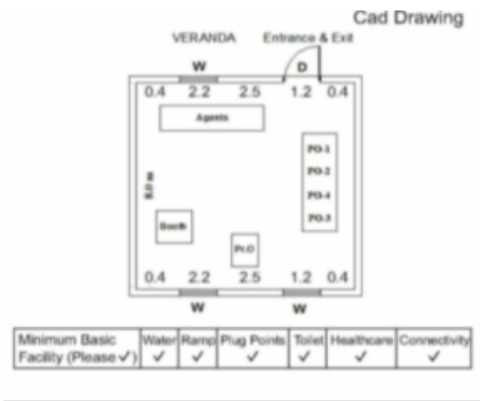 Cad Drawing
VERANDA Entrance & Exit
W D
0.4 2.2 2.5 1.2 0.4
Agents
PO-1
PO-2
PO-4
PO-3
Booth
Pr.O
0.4 2.2 2.5 1.2 0.4
W W
Minimum Basic Facility (Please ✓) Water Ramp Plug Points Toilet Healthcare Connectivity
✓ ✓ ✓ ✓ ✓ ✓